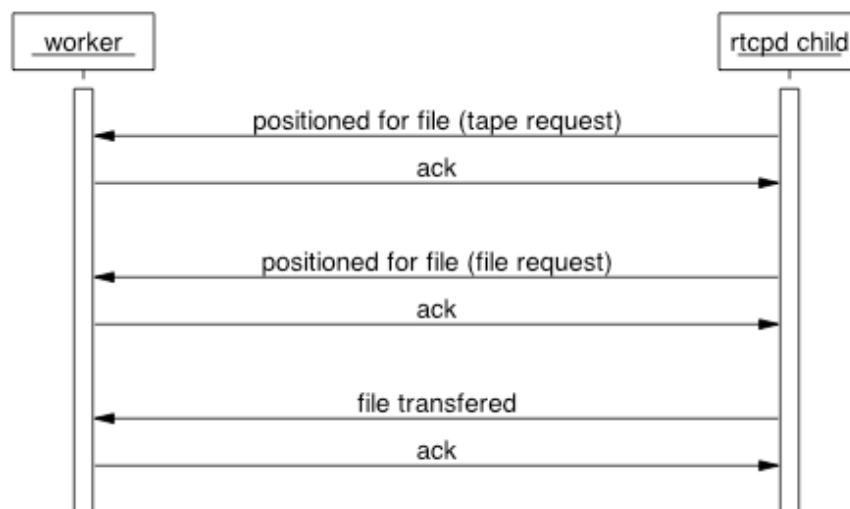 worker
rtcpd child
positioned for file (tape request)
ack
positioned for file (file request)
ack
file transfered
ack